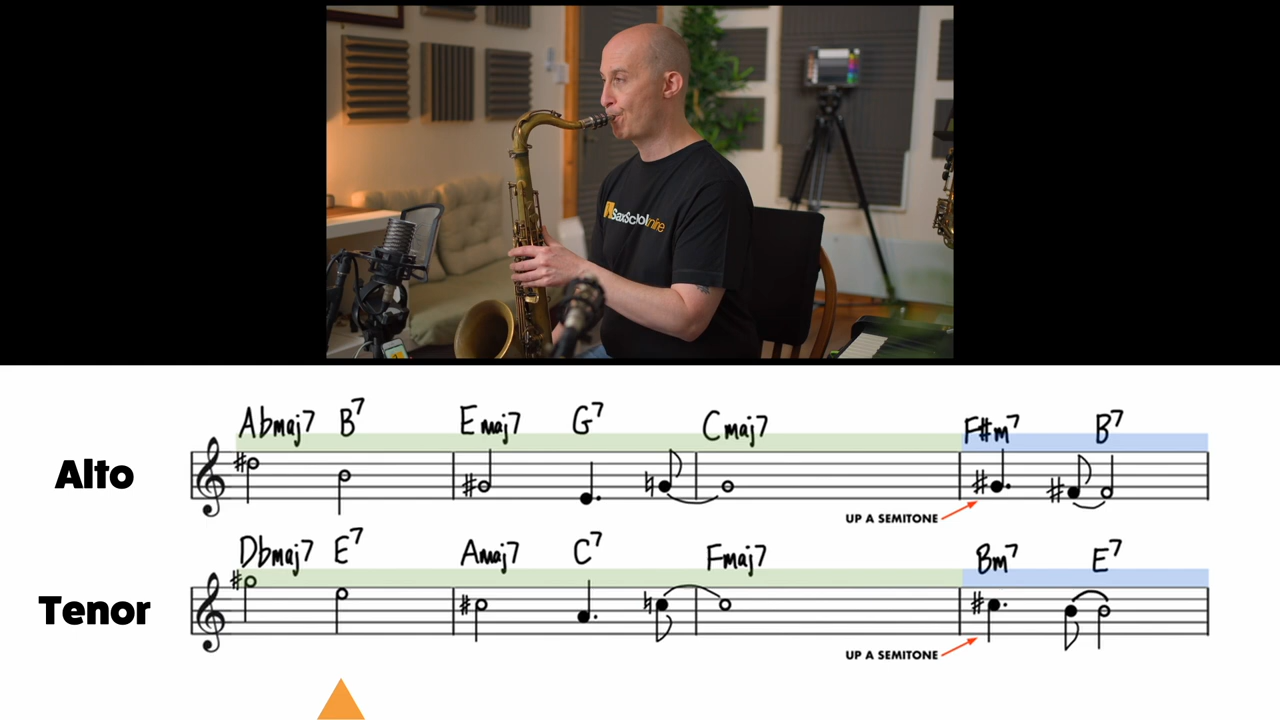 SaxSchoolOnline
Abmaj7 B7 Emaj7 G7 Cmaj7 F#m7 B7
Alto
UP A SEMITONE
Dbmaj7 E7 Amaj7 C7 Fmaj7 Bm7 E7
Tenor
UP A SEMITONE